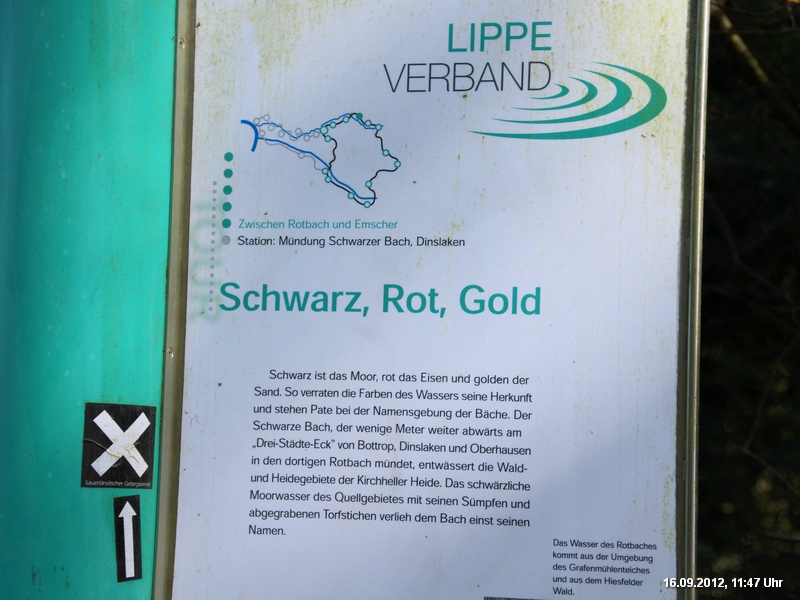 LIPPE
VERBAND
Zwischen Rotbach und Emscher
Station: Mündung Schwarzer Bach, Dinslaken
Schwarz, Rot, Gold
Schwarz ist das Moor, rot das Eisen und golden der
Sand. So verraten die Farben des Wassers seine Herkunft
und stehen Pate bei der Namensgebung der Bäche. Der
Schwarze Bach, der wenige Meter weiter abwärts am
„Drei-Städte-Eck“ von Bottrop, Dinslaken und Oberhausen
in den dortigen Rotbach mündet, entwässert die Wald-
und Heidegebiete der Kirchheller Heide. Das schwärzliche
Moorwasser des Quellgebietes mit seinen Sümpfen und
abgegrabenen Torfstichen verlieh dem Bach einst seinen
Namen.
Sauerländischer Gebirgsverein
Das Wasser des Rotbaches
kommt aus der Umgebung
des Grafenmühlenteiches
und aus dem Hiesfelder
Wald.
16.09.2012, 11:47 Uhr